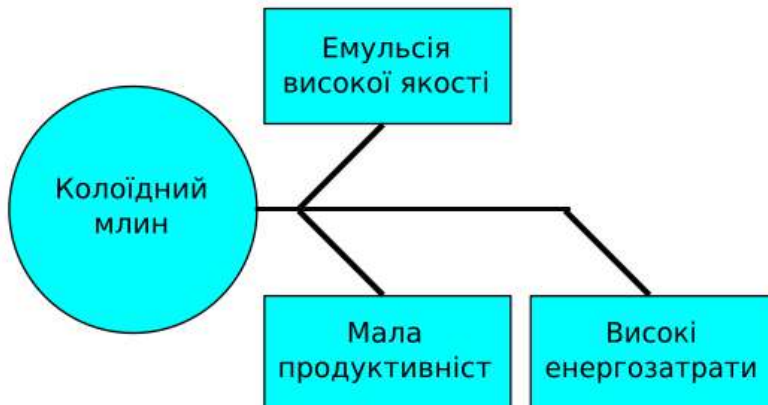 Емульсія
високої якості
Колоїдний
млин
Мала
продуктивніст
Високі
енергозатрати